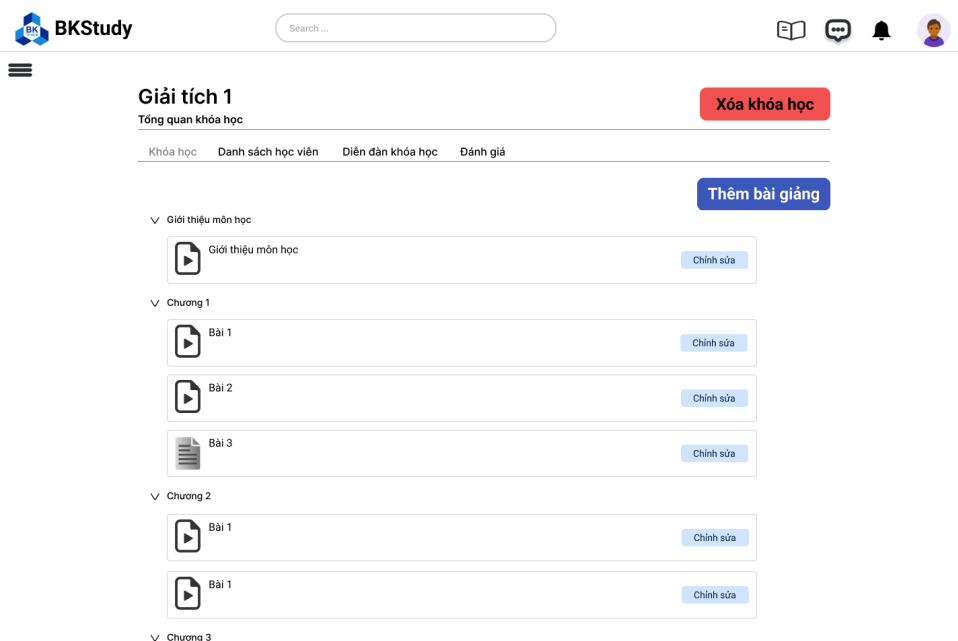 BK
BKStudy
Search ...
Giải tích 1
Tổng quan khóa học
Xóa khóa học
Khóa học Danh sách học viên Diễn đàn khóa học Đánh giá
Thêm bài giảng
Giới thiệu môn học
Giới thiệu môn học
Chỉnh sửa
Chương 1
Bài 1
Chỉnh sửa
Bài 2
Chỉnh sửa
Bài 3
Chỉnh sửa
Chương 2
Bài 1
Chỉnh sửa
Bài 1
Chỉnh sửa
Chương 3